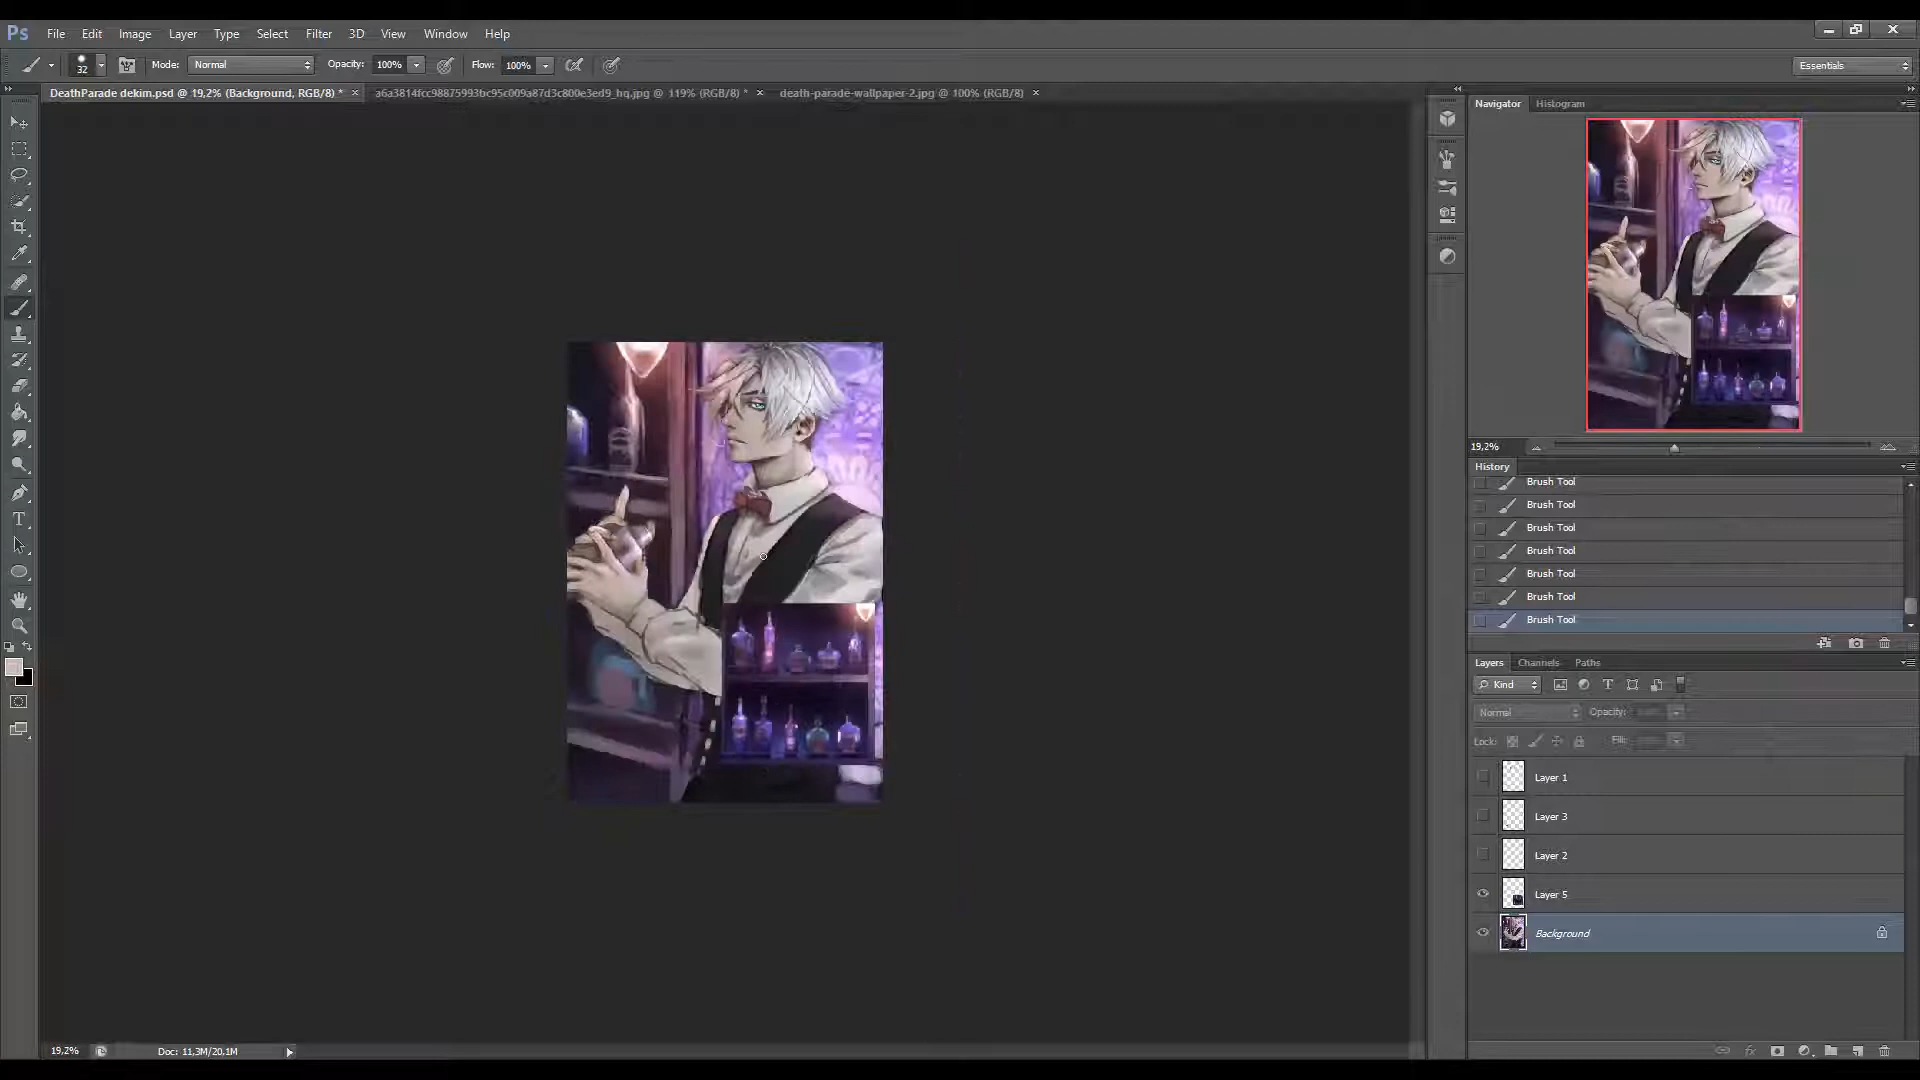 Ps File Edit Image Layer Type Select Filter 3D View Window Help
32 Mode: Normal Opacity: 100% Flow: 100% Essentials
DeathParade dekim.psd @ 19,2% (Background, RGB/8) * × a6a3814fcc98875993bc95c009a87d3c800e3ed9_hq.jpg @ 119% (RGB/8) * × death-parade-wallpaper-2.jpg @ 100% (RGB/8) ×
Navigator Histogram
19,2%
History
Brush Tool
Brush Tool
Brush Tool
Brush Tool
Brush Tool
Brush Tool
Brush Tool
Layers Channels Paths
Kind
Normal Opacity:
Lock: Fill:
Layer 1
Layer 3
Layer 2
Layer 5
Background
19,2% Doc: 11,3M/20,1M